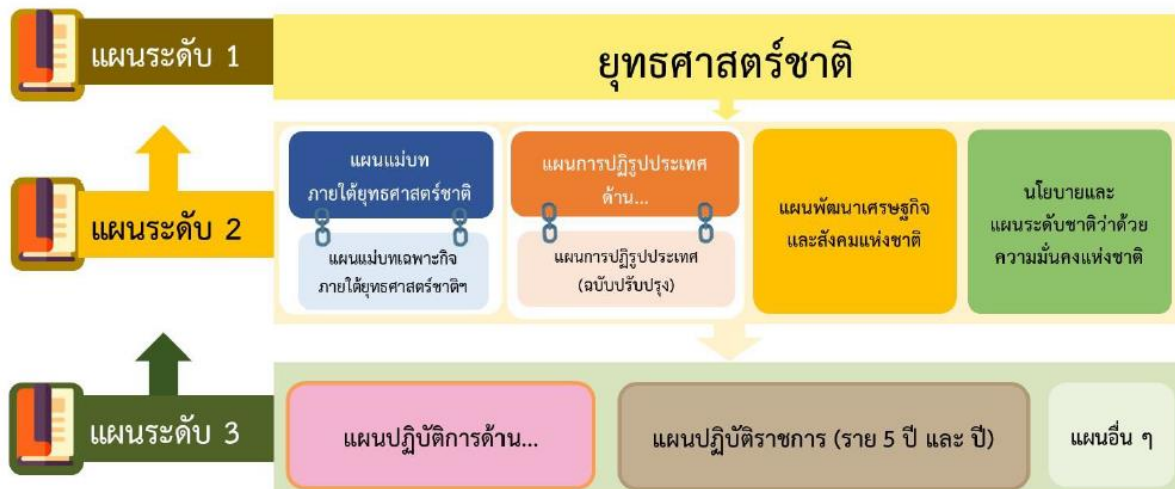 แผนระดับ 1
ยุทธศาสตร์ชาติ
แผนระดับ 2
แผนแม่บท
ภายใต้ยุทธศาสตร์ชาติ
แผนแม่บทเฉพาะกิจ
ภายใต้ยุทธศาสตร์ชาติฯ
แผนการปฏิรูปประเทศ
ด้าน...
แผนการปฏิรูปประเทศ
(ฉบับปรับปรุง)
แผนพัฒนาเศรษฐกิจ
และสังคมแห่งชาติ
นโยบายและ
แผนระดับชาติว่าด้วย
ความมั่นคงแห่งชาติ
แผนระดับ 3
แผนปฏิบัติการด้าน...
แผนปฏิบัติราชการ (ราย 5 ปี และ ปี)
แผนอื่น ๆ